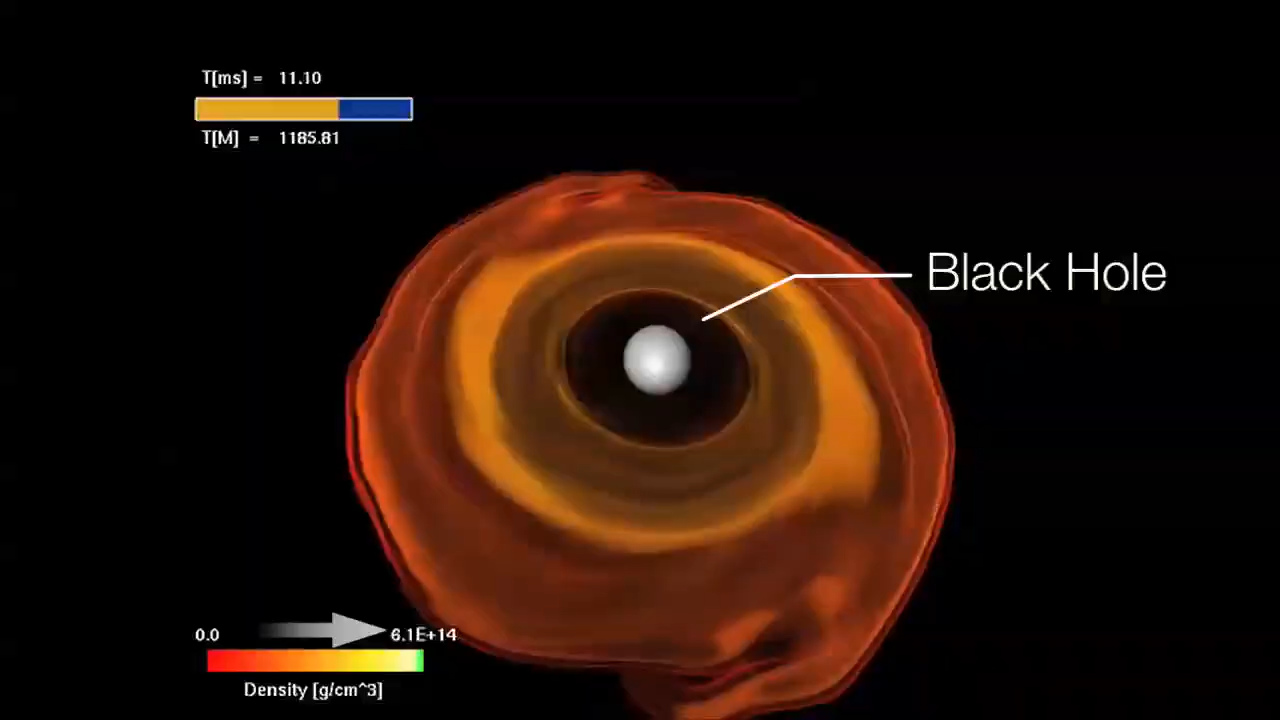 T[ms] = 11.10
T[M] = 1185.81
Black Hole
0.0 6.1E+14
Density [g/cm^3]